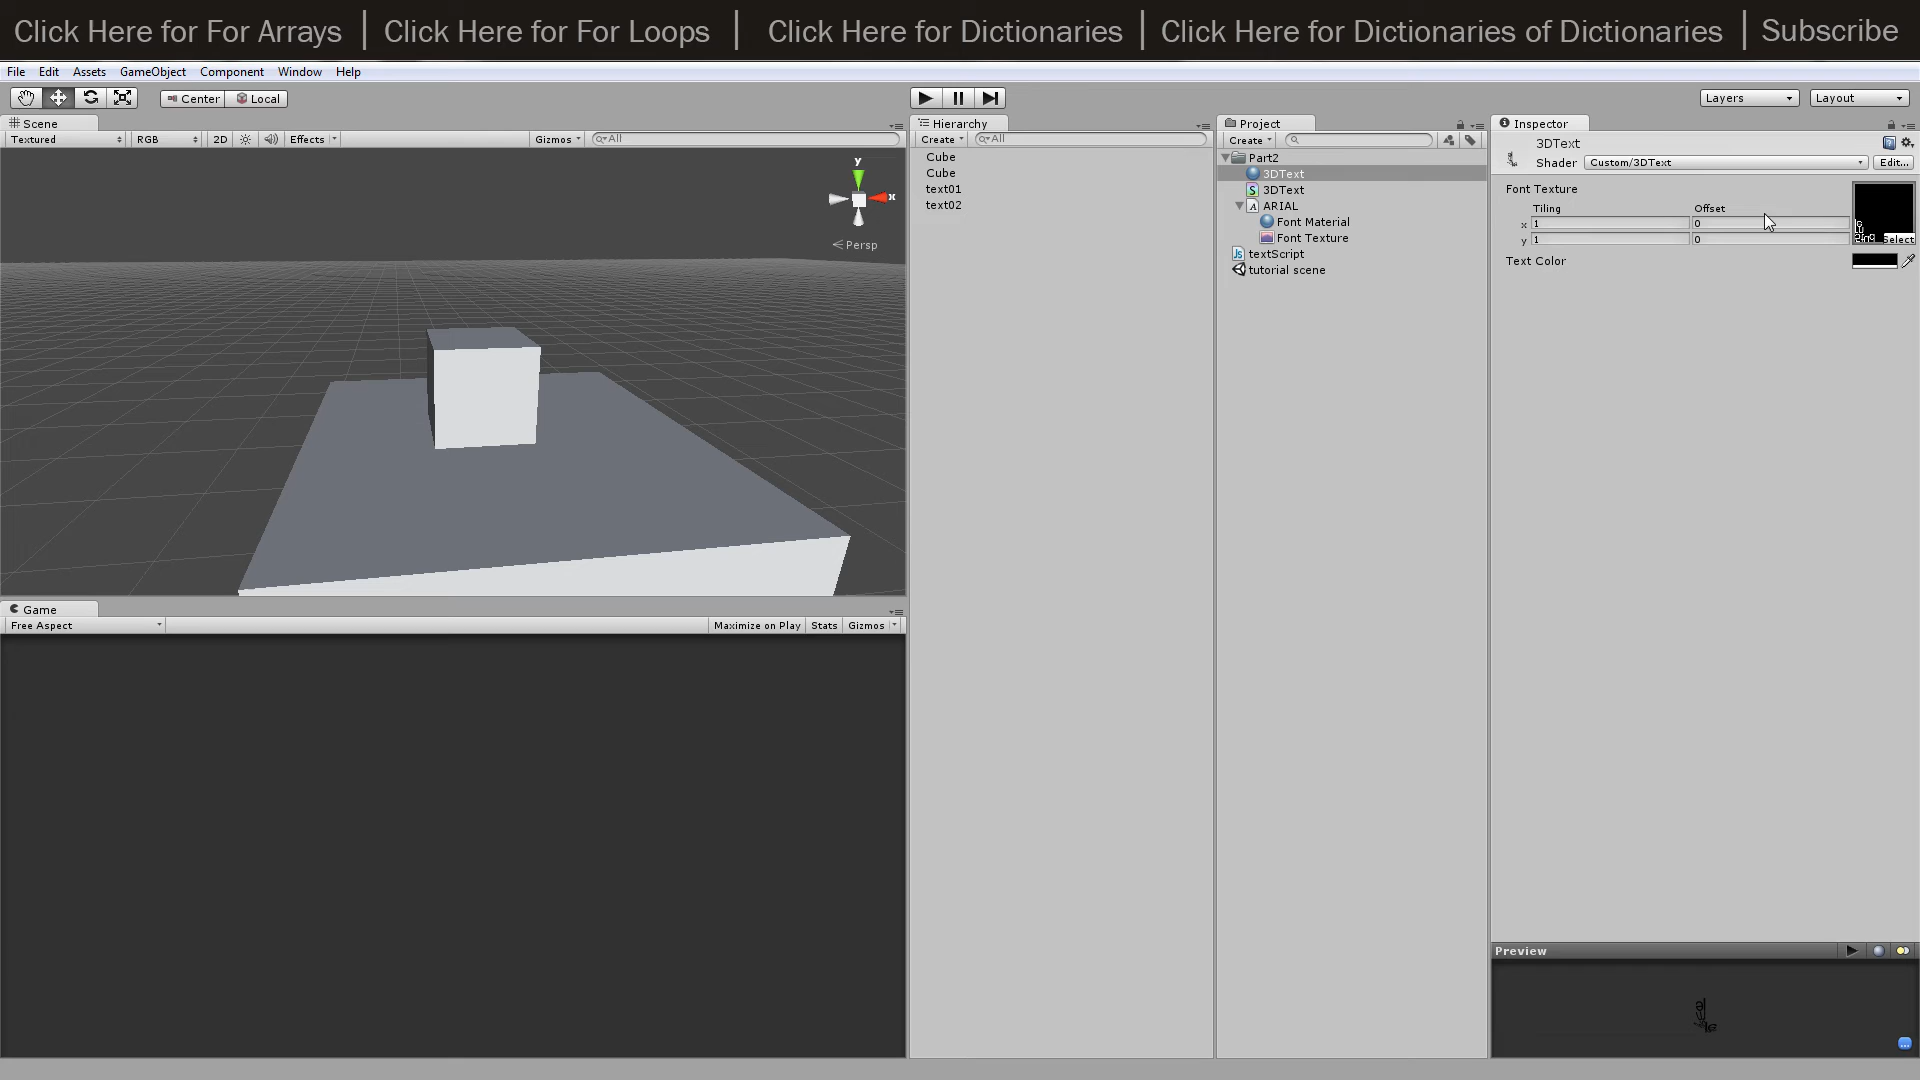 Click Here for For Arrays | Click Here for For Loops | Click Here for Dictionaries | Click Here for Dictionaries of Dictionaries | Subscribe
File Edit Assets GameObject Component Window Help
Center Local Layers Layout
Scene
Textured RGB 2D Effects Gizmos All
y
x
Persp
Game
Free Aspect Maximize on Play Stats Gizmos
Hierarchy
Create All
Cube
Cube
text01
text02
Project
Create
Part2
3DText
3DText
ARIAL
Font Material
Font Texture
textScript
tutorial scene
Inspector
3DText
Shader Custom/3DText Edit...
Font Texture
Tiling Offset
x 1 0
y 1 0
Select
Text Color
Preview